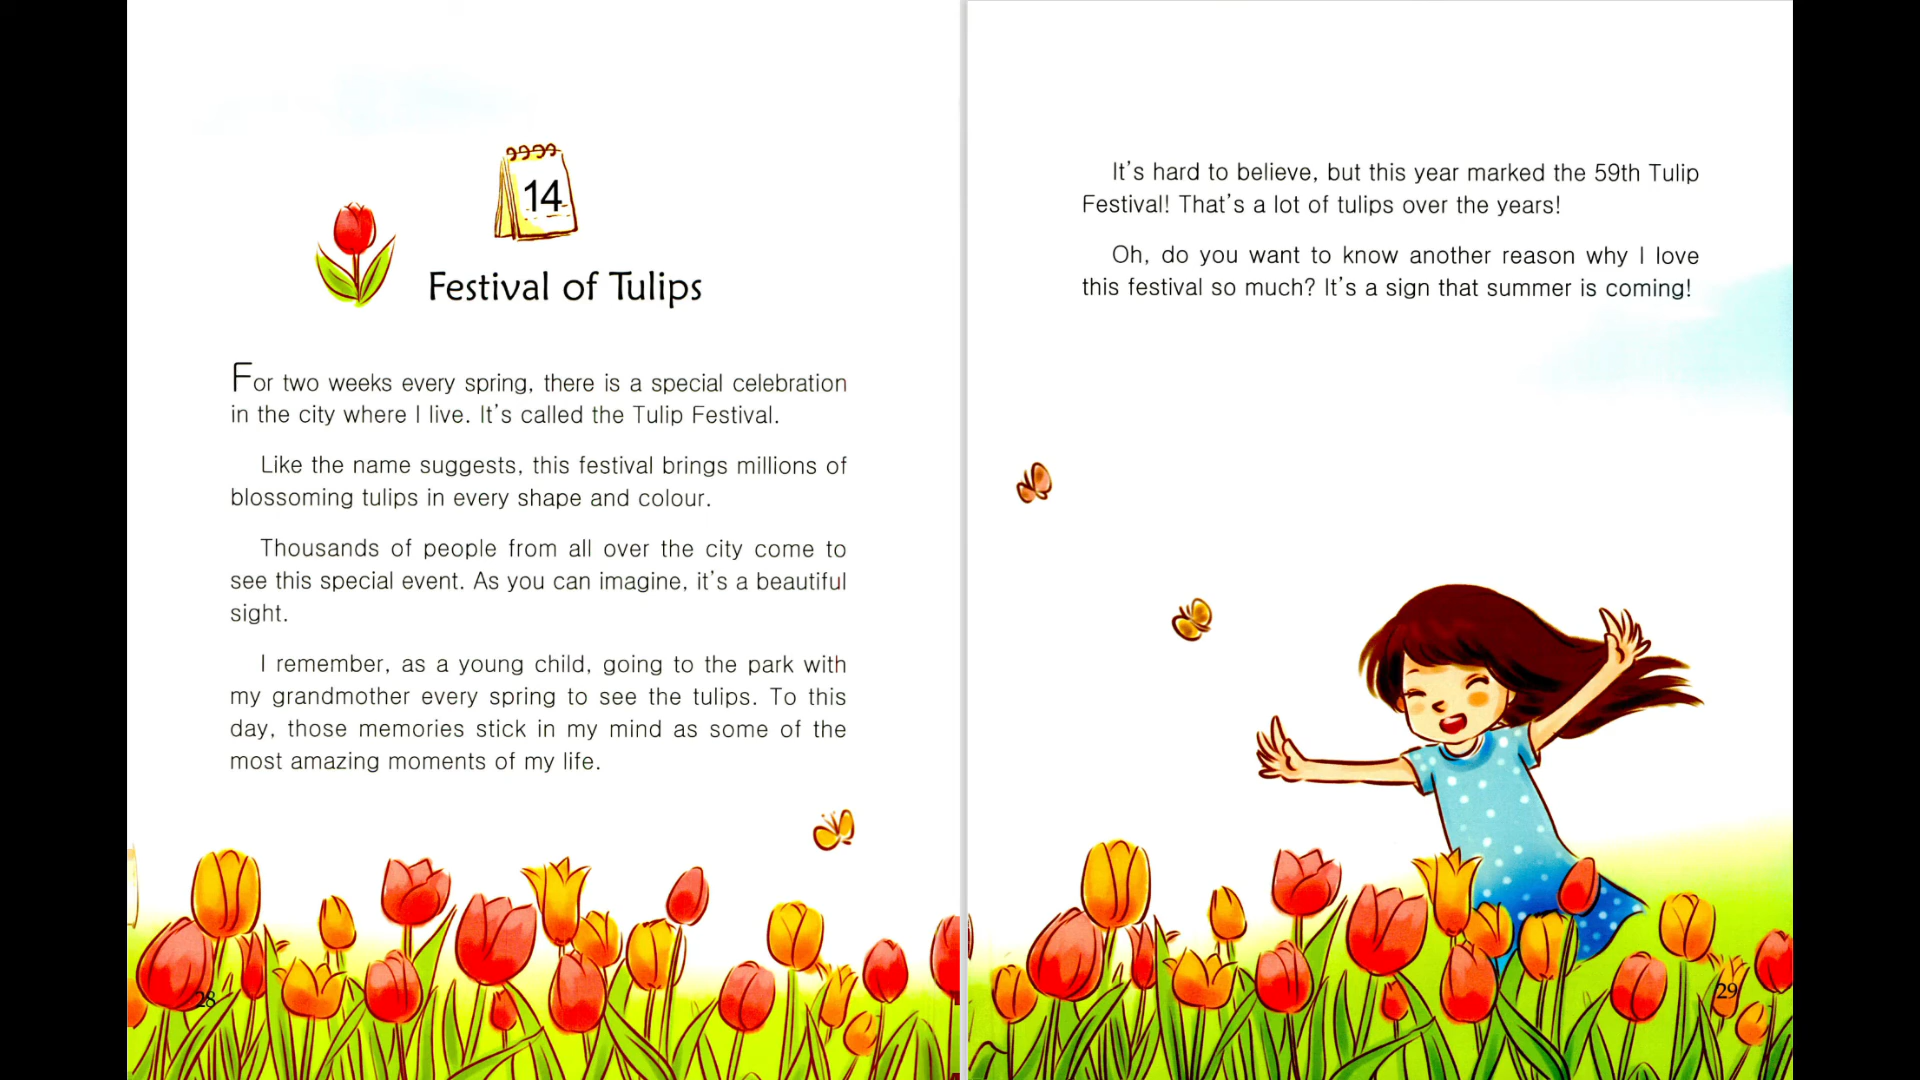 14
Festival of Tulips
For two weeks every spring, there is a special celebration
in the city where I live. It's called the Tulip Festival.
Like the name suggests, this festival brings millions of
blossoming tulips in every shape and colour.
Thousands of people from all over the city come to
see this special event. As you can imagine, it's a beautiful
sight.
I remember, as a young child, going to the park with
my grandmother every spring to see the tulips. To this
day, those memories stick in my mind as some of the
most amazing moments of my life.
28
It's hard to believe, but this year marked the 59th Tulip
Festival! That's a lot of tulips over the years!
Oh, do you want to know another reason why I love
this festival so much? It's a sign that summer is coming!
29